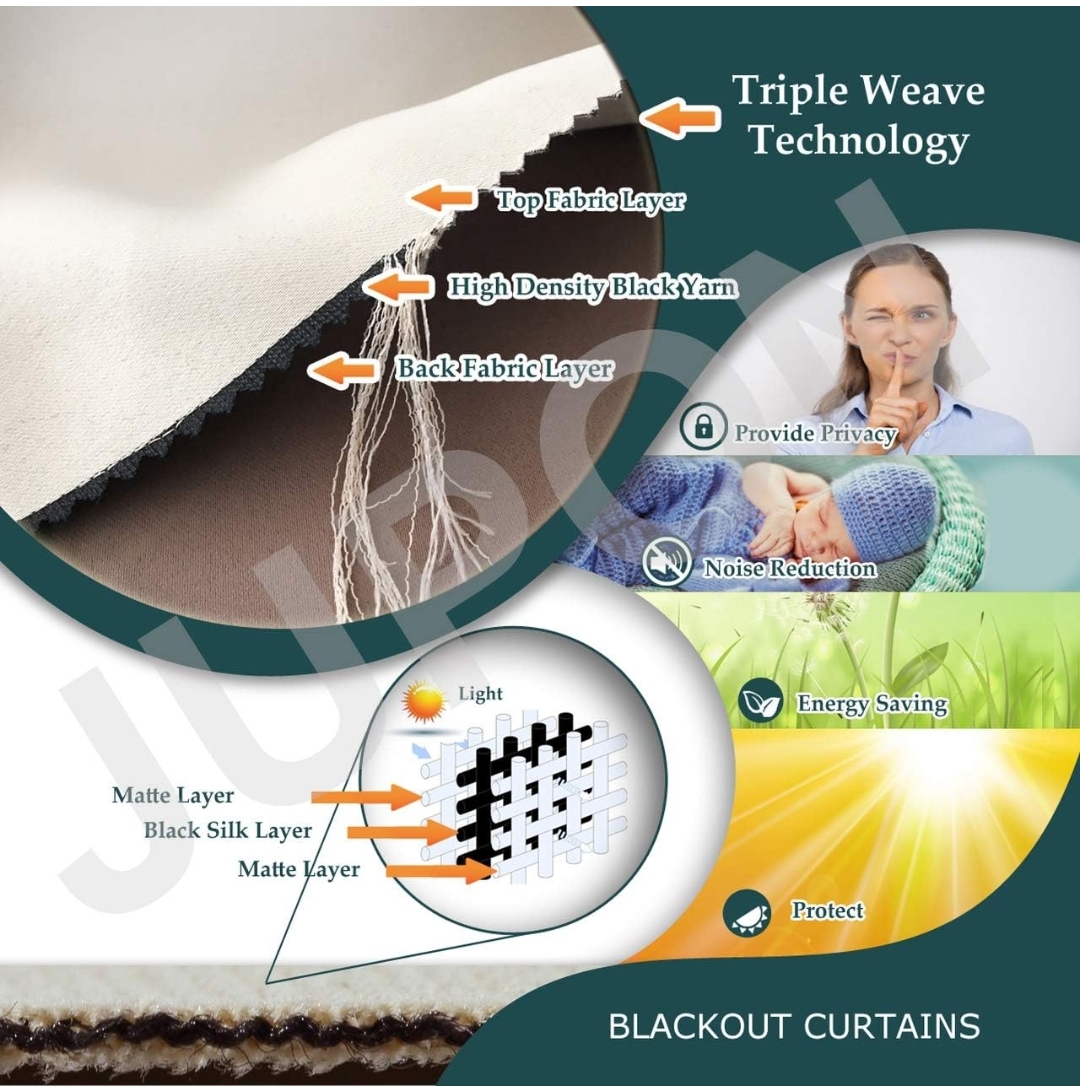 Triple Weave
Technology
Top Fabric Layer
High Density Black Yarn
Back Fabric Layer
Provide Privacy
Noise Reduction
Energy Saving
Light
Matte Layer
Black Silk Layer
Matte Layer
Protect
BLACKOUT CURTAINS
JUPON